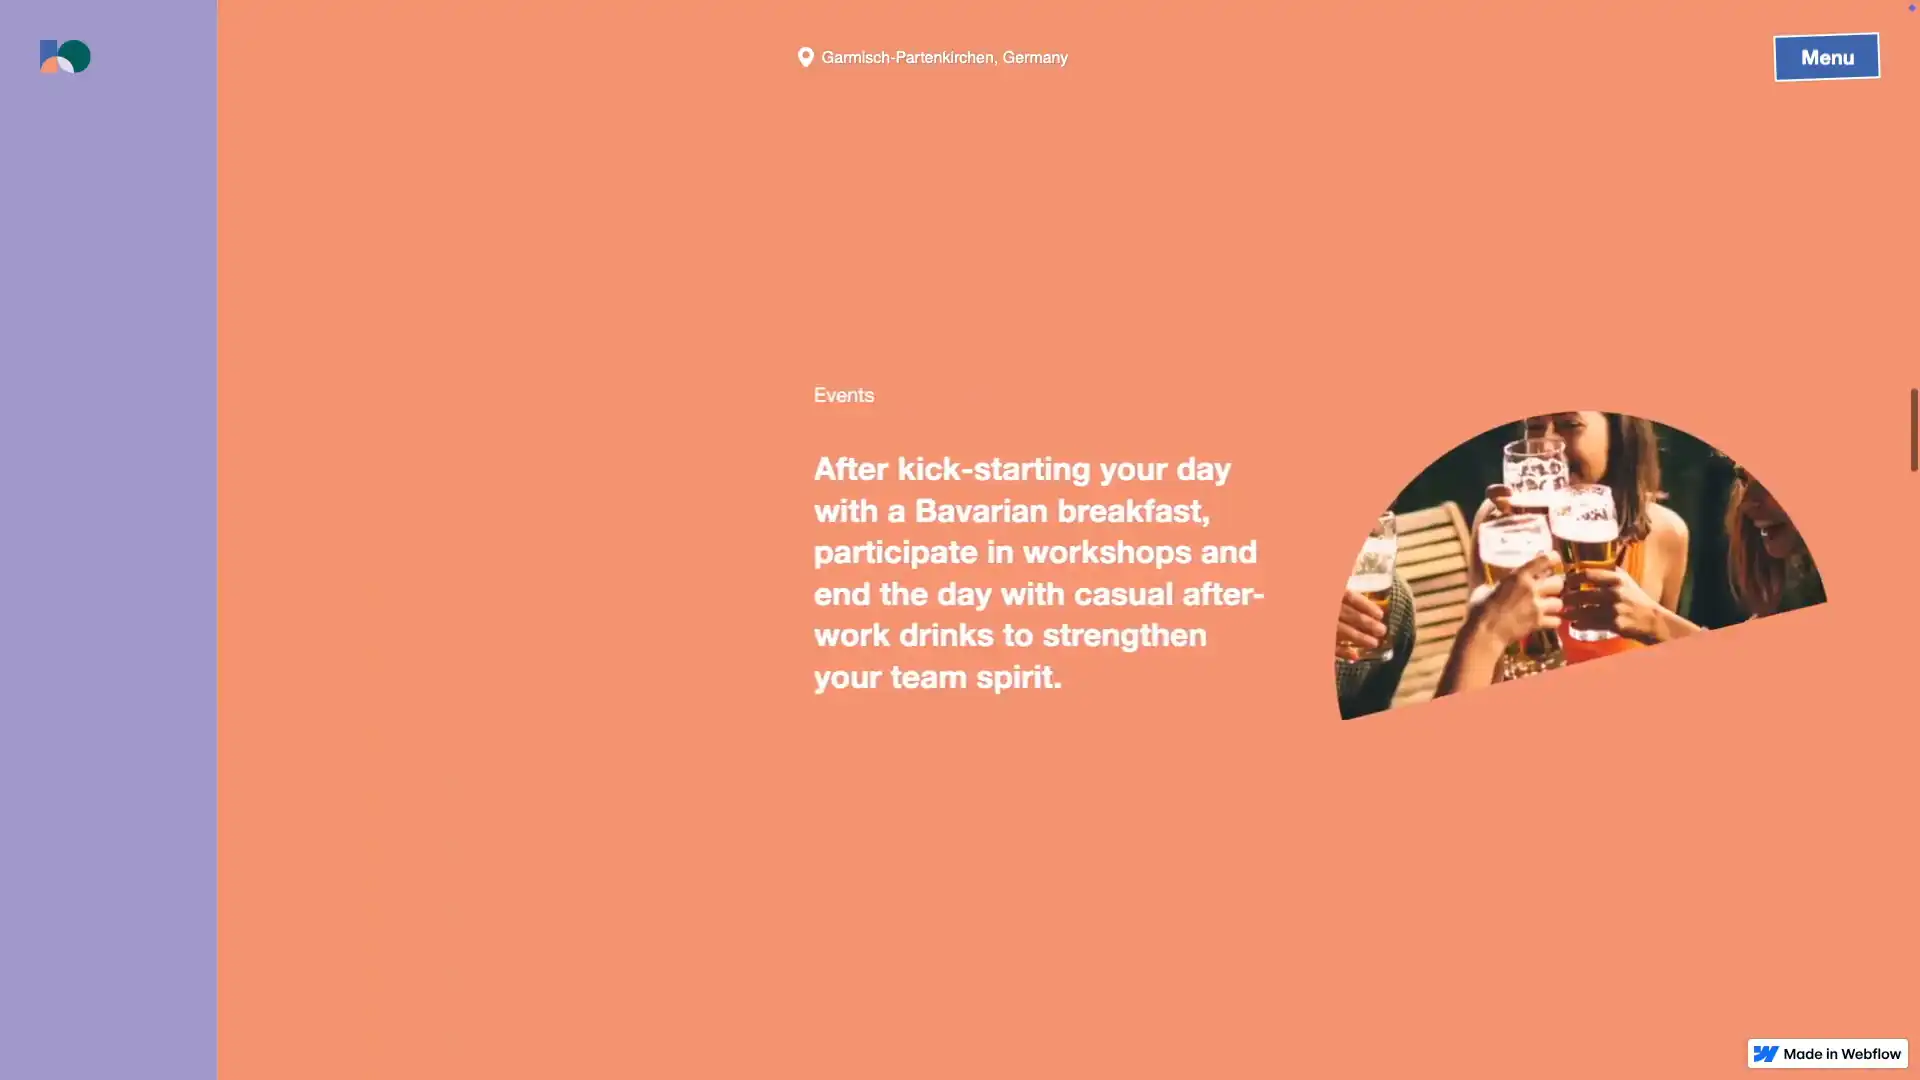 Garmisch-Partenkirchen, Germany
Menu
Events
After kick-starting your day
with a Bavarian breakfast,
participate in workshops and
end the day with casual after-
work drinks to strengthen
your team spirit.
Made in Webflow